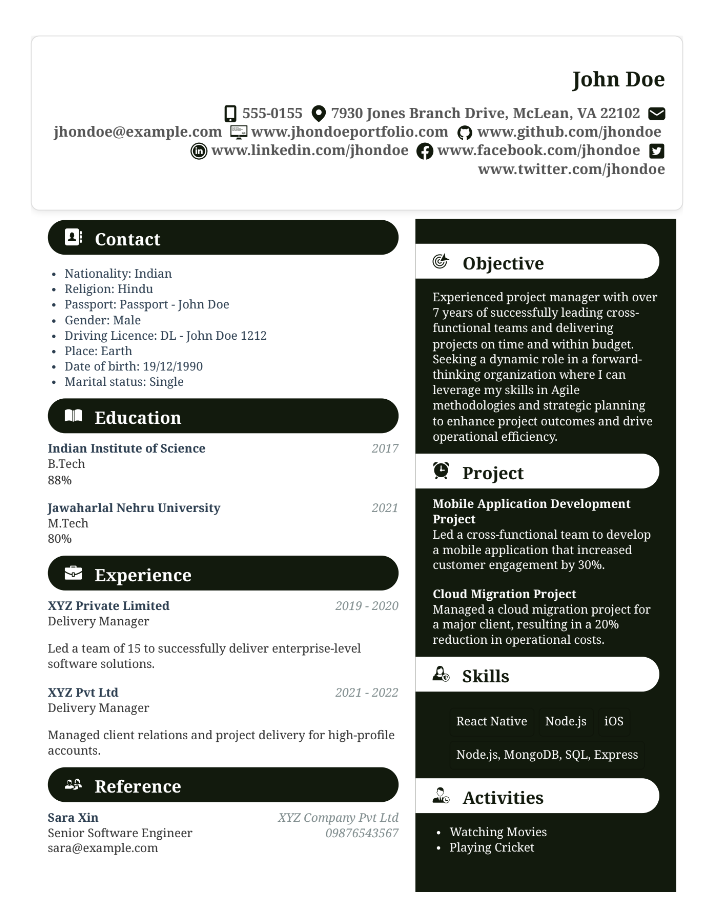 John Doe
555-0155 7930 Jones Branch Drive, McLean, VA 22102
jhondoe@example.com www.jhondoeportfolio.com www.github.com/jhondoe
www.linkedin.com/jhondoe www.facebook.com/jhondoe
www.twitter.com/jhondoe
Contact
• Nationality: Indian
• Religion: Hindu
• Passport: Passport - John Doe
• Gender: Male
• Driving Licence: DL - John Doe 1212
• Place: Earth
• Date of birth: 19/12/1990
• Marital status: Single
Education
Indian Institute of Science 2017
B.Tech
88%
Jawaharlal Nehru University 2021
M.Tech
80%
Experience
XYZ Private Limited 2019 - 2020
Delivery Manager
Led a team of 15 to successfully deliver enterprise-level
software solutions.
XYZ Pvt Ltd 2021 - 2022
Delivery Manager
Managed client relations and project delivery for high-profile
accounts.
Reference
Sara Xin XYZ Company Pvt Ltd
Senior Software Engineer 09876543567
sara@example.com
Objective
Experienced project manager with over
7 years of successfully leading cross-
functional teams and delivering
projects on time and within budget.
Seeking a dynamic role in a forward-
thinking organization where I can
leverage my skills in Agile
methodologies and strategic planning
to enhance project outcomes and drive
operational efficiency.
Project
Mobile Application Development
Project
Led a cross-functional team to develop
a mobile application that increased
customer engagement by 30%.
Cloud Migration Project
Managed a cloud migration project for
a major client, resulting in a 20%
reduction in operational costs.
Skills
React Native Node.js iOS
Node.js, MongoDB, SQL, Express
Activities
• Watching Movies
• Playing Cricket